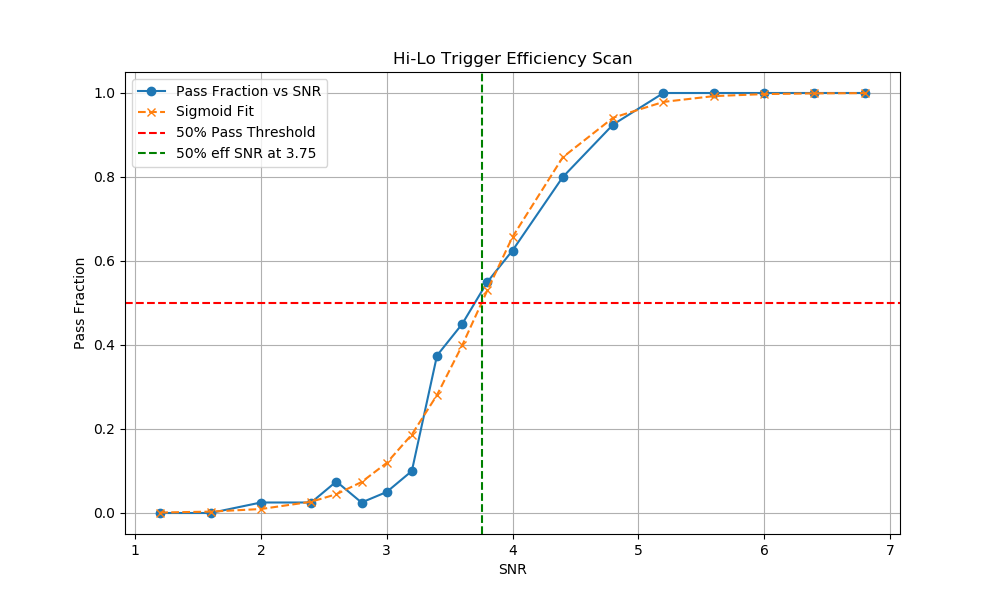 Hi-Lo Trigger Efficiency Scan
Pass Fraction vs SNR
Sigmoid Fit
50% Pass Threshold
50% eff SNR at 3.75
1.0
0.8
0.6
0.4
0.2
0.0
Pass Fraction
1 2 3 4 5 6 7
SNR